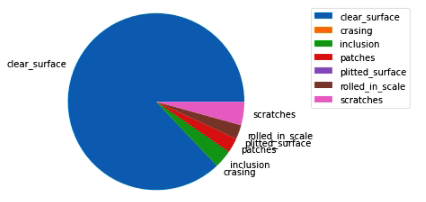 clear_surface
scratches
rolled_in_scale
plitted_surface
patches
inclusion
crasing
clear_surface
crasing
inclusion
patches
plitted_surface
rolled_in_scale
scratches